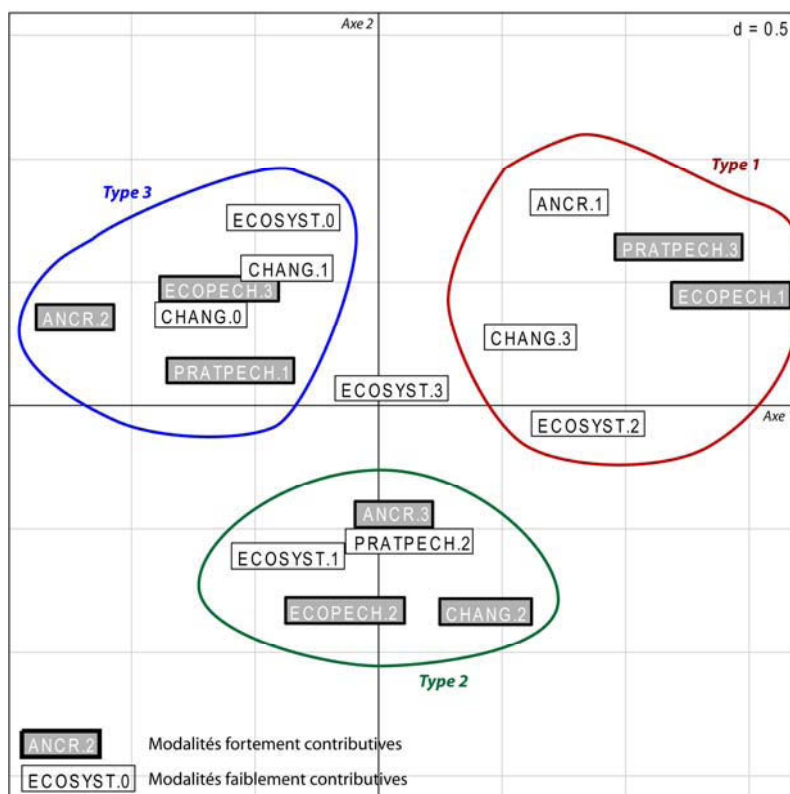 Axe 2
d = 0.5
Type 1
Type 3
ANCR.1
ECOSYST.0
PRATPECH.3
CHANG.1
ECOPECH.3
ECOPECH.1
ANCR.2
CHANG.0
CHANG.3
PRATPECH.1
ECOSYST.3
Axe
ECOSYST.2
ANCR.3
PRATPECH.2
ECOSYST.1
ECOPECH.2
CHANG.2
Type 2
ANCR.2 Modalités fortement contributives
ECOSYST.0 Modalités faiblement contributives